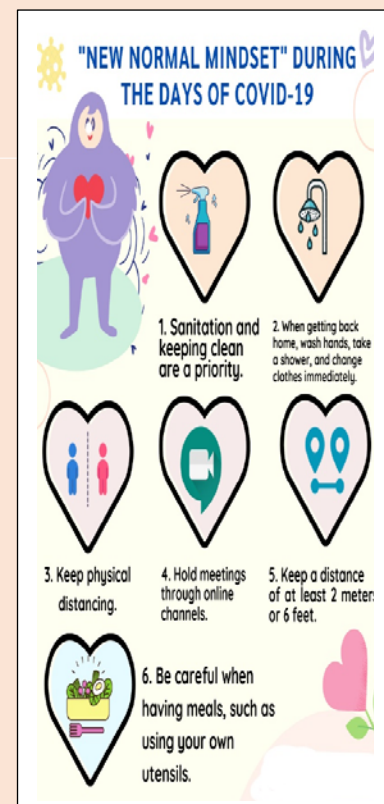 "NEW NORMAL MINDSET" DURING
THE DAYS OF COVID-19
1. Sanitation and
keeping clean
are a priority.
2. When getting back
home, wash hands, take
a shower, and change
clothes immediately.
3. Keep physical
distancing.
4. Hold meetings
through online
channels.
5. Keep a distance
of at least 2 meters
or 6 feet.
6. Be careful when
having meals, such as
using your own
utensils.